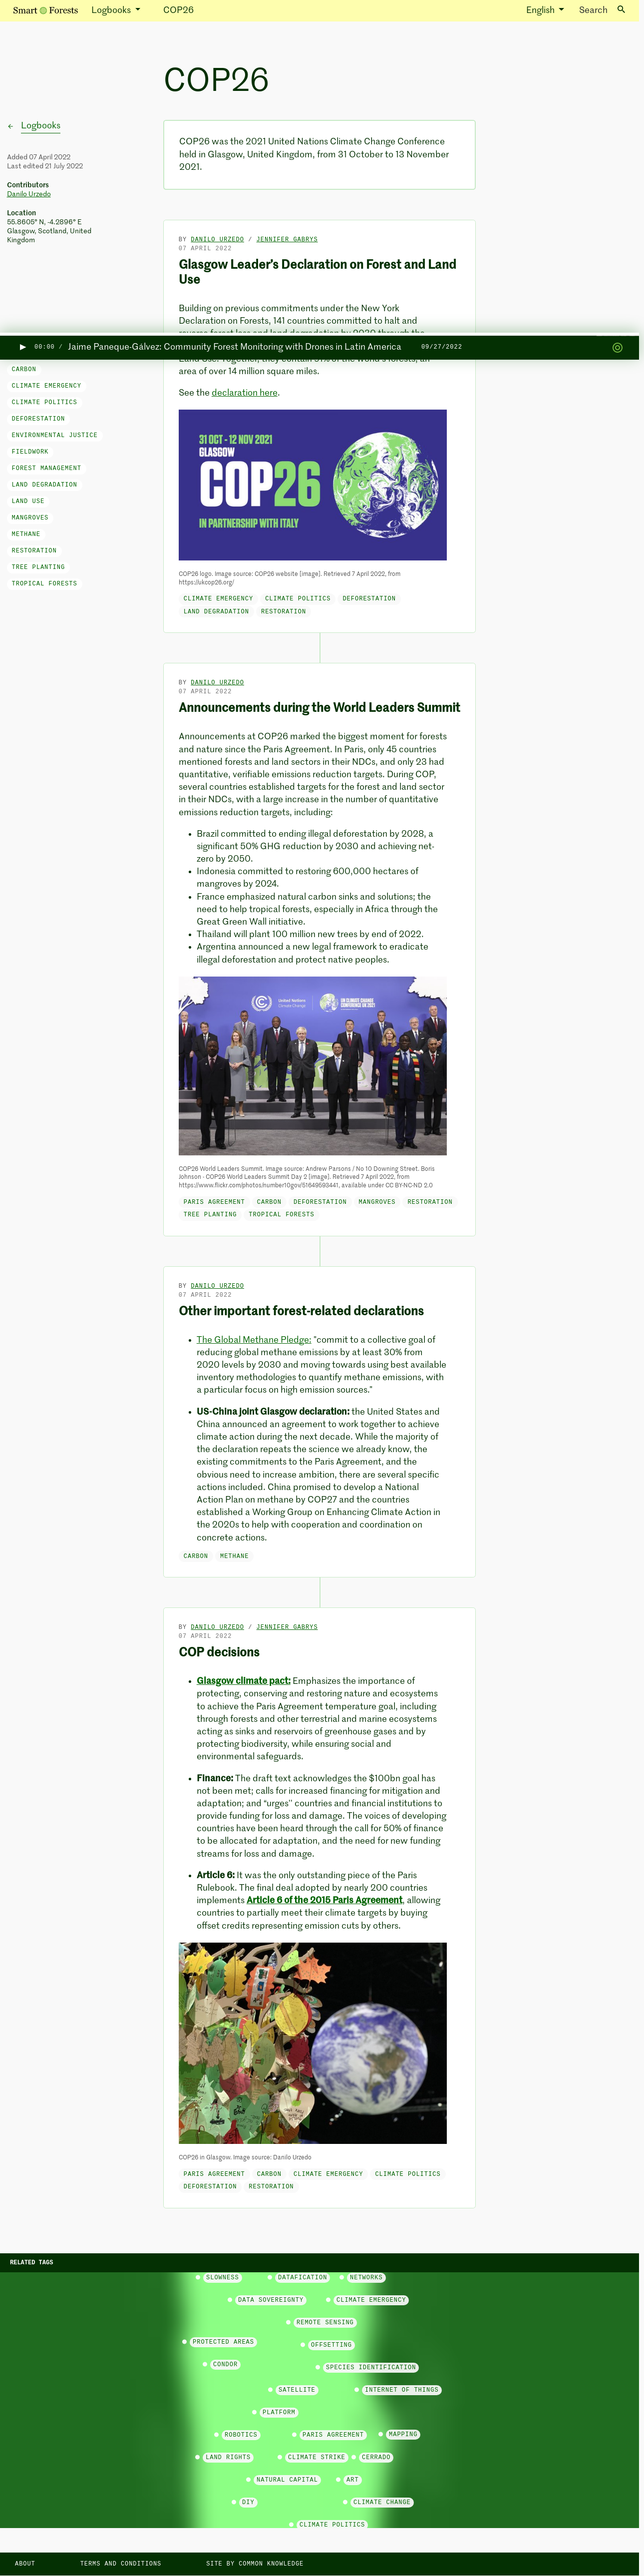 Smart Forests
Logbooks
COP26
English
Search
COP26
← Logbooks
Added 07 April 2022
Last edited 21 July 2022
Contributors
Danilo Urzedo
Location
55.8605° N, -4.2896° E
Glasgow, Scotland, United
Kingdom
COP26 was the 2021 United Nations Climate Change Conference
held in Glasgow, United Kingdom, from 31 October to 13 November
2021.
BY DANILO URZEDO / JENNIFER GABRYS
07 APRIL 2022
Glasgow Leader's Declaration on Forest and Land
Use
Building on previous commitments under the New York
Declaration on Forests, 141 countries committed to halt and
00:00 / Jaime Paneque-Gálvez: Community Forest Monitoring with Drones in Latin America 09/27/2022
area of over 14 million square miles.
See the declaration here.
CARBON
CLIMATE EMERGENCY
CLIMATE POLITICS
DEFORESTATION
ENVIRONMENTAL JUSTICE
FIELDWORK
FOREST MANAGEMENT
LAND DEGRADATION
LAND USE
MANGROVES
METHANE
RESTORATION
TREE PLANTING
TROPICAL FORESTS
31 OCT - 12 NOV 2021
GLASGOW
COP26
IN PARTNERSHIP WITH ITALY
COP26 logo. Image source: COP26 website [image]. Retrieved 7 April 2022, from
https://ukcop26.org/
CLIMATE EMERGENCY CLIMATE POLITICS DEFORESTATION
LAND DEGRADATION RESTORATION
BY DANILO URZEDO
07 APRIL 2022
Announcements during the World Leaders Summit
Announcements at COP26 marked the biggest moment for forests
and nature since the Paris Agreement. In Paris, only 45 countries
mentioned forests and land sectors in their NDCs, and only 23 had
quantitative, verifiable emissions reduction targets. During COP,
several countries established targets for the forest and land sector
in their NDCs, with a large increase in the number of quantitative
emissions reduction targets, including:
Brazil committed to ending illegal deforestation by 2028, a
significant 50% GHG reduction by 2030 and achieving net-
zero by 2050.
Indonesia committed to restoring 600,000 hectares of
mangroves by 2024.
France emphasized natural carbon sinks and solutions; the
need to help tropical forests, especially in Africa through the
Great Green Wall initiative.
Thailand will plant 100 million new trees by end of 2022.
Argentina announced a new legal framework to eradicate
illegal deforestation and protect native peoples.
United Nations
Climate Change
UN CLIMATE CHANGE
CONFERENCE UK 2021
COP26 World Leaders Summit. Image source: Andrew Parsons / No 10 Downing Street. Boris
Johnson - COP26 World Leaders Summit Day 2 [image]. Retrieved 7 April 2022, from
https://www.flickr.com/photos/number10gov/51649593441. available under CC BY-NC-ND 2.0
PARIS AGREEMENT CARBON DEFORESTATION MANGROVES RESTORATION
TREE PLANTING TROPICAL FORESTS
BY DANILO URZEDO
07 APRIL 2022
Other important forest-related declarations
The Global Methane Pledge: "commit to a collective goal of
reducing global methane emissions by at least 30% from
2020 levels by 2030 and moving towards using best available
inventory methodologies to quantify methane emissions, with
a particular focus on high emission sources."
US-China joint Glasgow declaration: the United States and
China announced an agreement to work together to achieve
climate action during the next decade. While the majority of
the declaration repeats the science we already know, the
existing commitments to the Paris Agreement, and the
obvious need to increase ambition, there are several specific
actions included. China promised to develop a National
Action Plan on methane by COP27 and the countries
established a Working Group on Enhancing Climate Action in
the 2020s to help with cooperation and coordination on
concrete actions.
CARBON METHANE
BY DANILO URZEDO / JENNIFER GABRYS
07 APRIL 2022
COP decisions
Glasgow climate pact: Emphasizes the importance of
protecting, conserving and restoring nature and ecosystems
to achieve the Paris Agreement temperature goal, including
through forests and other terrestrial and marine ecosystems
acting as sinks and reservoirs of greenhouse gases and by
protecting biodiversity, while ensuring social and
environmental safeguards.
Finance: The draft text acknowledges the $100bn goal has
not been met; calls for increased financing for mitigation and
adaptation; and "urges" countries and financial institutions to
provide funding for loss and damage. The voices of developing
countries have been heard through the call for 50% of finance
to be allocated for adaptation, and the need for new funding
streams for loss and damage.
Article 6: It was the only outstanding piece of the Paris
Rulebook. The final deal adopted by nearly 200 countries
implements Article 6 of the 2015 Paris Agreement, allowing
countries to partially meet their climate targets by buying
offset credits representing emission cuts by others.
COP26 in Glasgow. Image source: Danilo Urzedo
PARIS AGREEMENT CARBON CLIMATE EMERGENCY CLIMATE POLITICS
DEFORESTATION RESTORATION
RELATED TAGS
SLOWNESS DATAFICATION NETWORKS
DATA SOVEREIGNTY CLIMATE EMERGENCY
REMOTE SENSING
PROTECTED AREAS OFFSETTING
CONDOR SPECIES IDENTIFICATION
SATELLITE INTERNET OF THINGS
PLATFORM
ROBOTICS PARIS AGREEMENT MAPPING
LAND RIGHTS CLIMATE STRIKE CERRADO
NATURAL CAPITAL ART
DIY CLIMATE CHANGE
CLIMATE POLITICS
ABOUT TERMS AND CONDITIONS SITE BY COMMON KNOWLEDGE